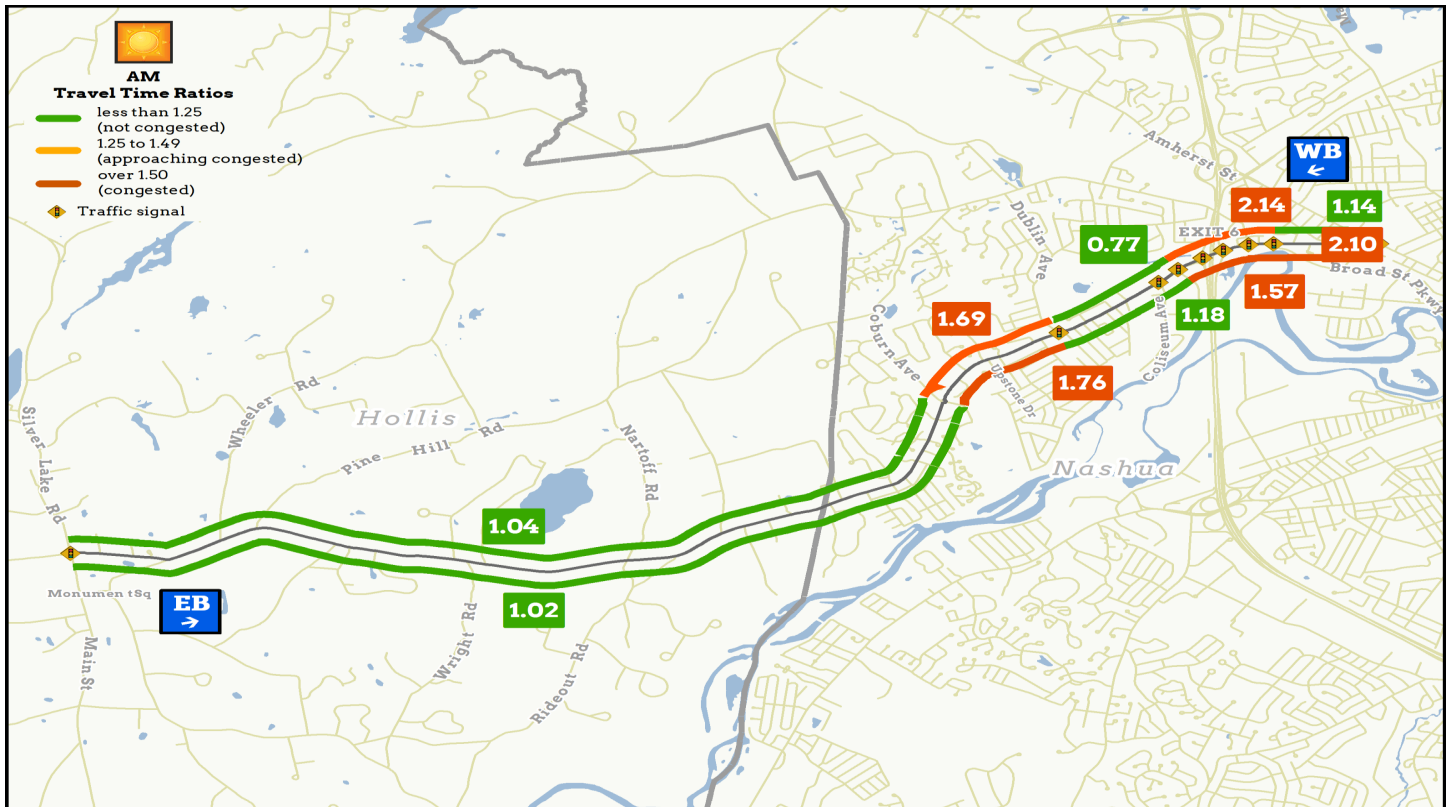 AM
Travel Time Ratios
less than 1.25
(not congested)
1.25 to 1.49
(approaching congested)
over 1.50
(congested)
Traffic signal
Amherst St
WB
←
2.14
1.14
EXIT 6
0.77
2.10
Dublin Ave
Broad St Pkwy
1.57
1.69
1.18
Coburn Ave
Coliseum Ave
1.76
Upstone Dr
Wheeler Rd
Hollis
Silver Lake Rd
Pine Hill Rd
Nartoff Rd
Nashua
1.04
Monumen tSq
EB
→
1.02
Main St
Wright Rd
Rideout Rd